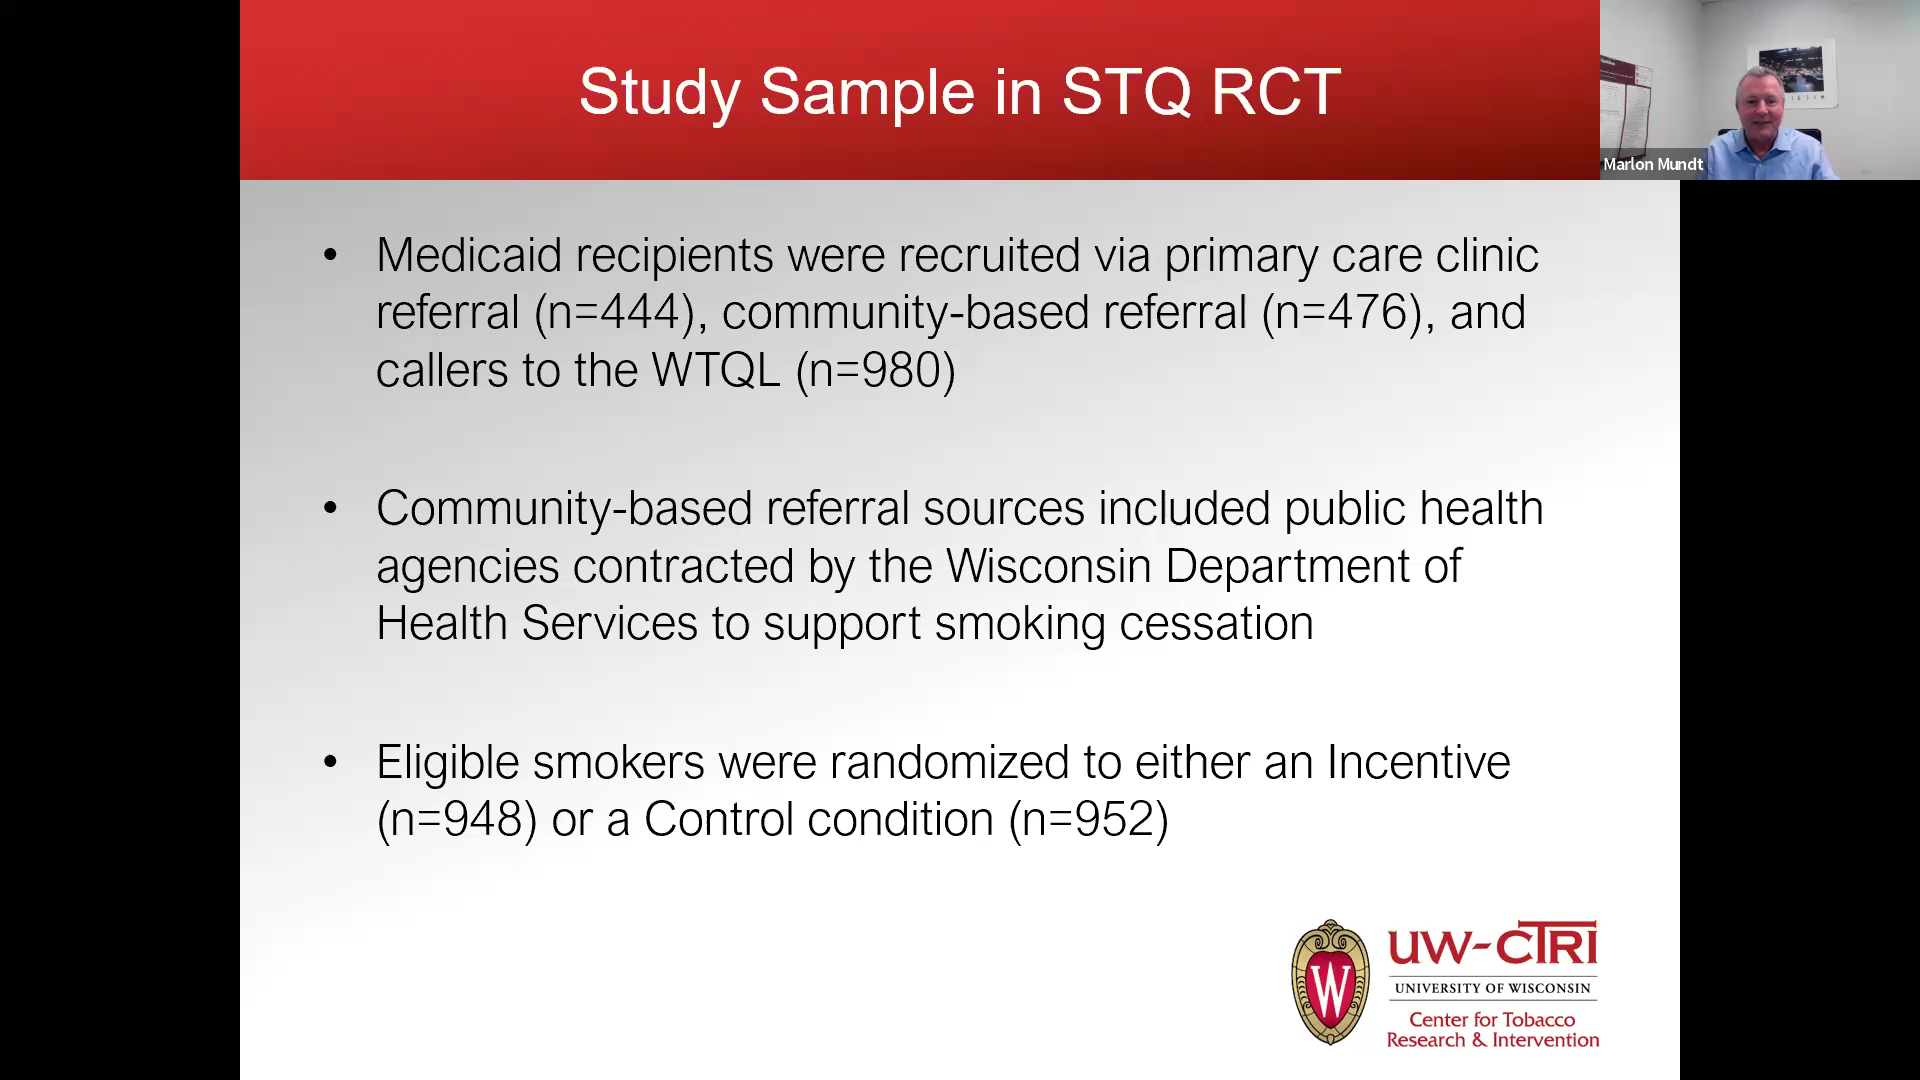 Study Sample in STQ RCT
Marlon Mundt
• Medicaid recipients were recruited via primary care clinic
referral (n=444), community-based referral (n=476), and
callers to the WTQL (n=980)
• Community-based referral sources included public health
agencies contracted by the Wisconsin Department of
Health Services to support smoking cessation
• Eligible smokers were randomized to either an Incentive
(n=948) or a Control condition (n=952)
W
UW-CTRI
UNIVERSITY OF WISCONSIN
Center for Tobacco
Research & Intervention